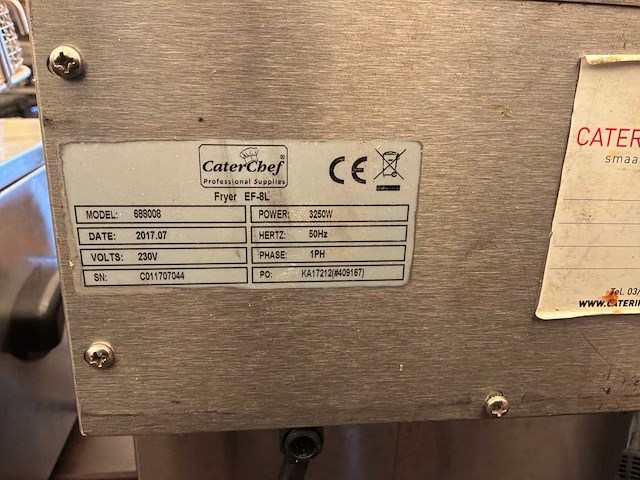 CaterChef®
Professional Supplies
CE
Fryer EF-8L
MODEL: 688008 POWER: 3250W
DATE: 2017.07 HERTZ: 50Hz
VOLTS: 230V PHASE: 1PH
SN: C011707044 PO: KA17212(#409167)
CATER
smaa
Tel. 03/
WWW.CATERIN